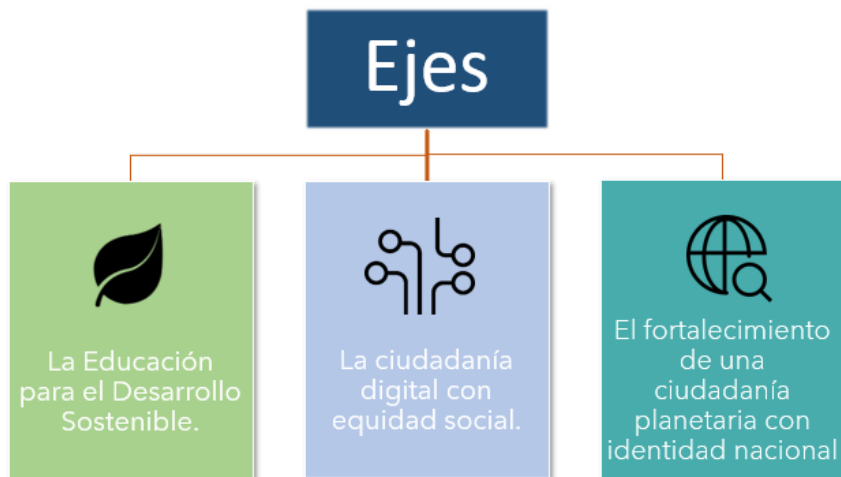 Ejes
La Educación
para el Desarrollo
Sostenible.
La ciudadanía
digital con
equidad social.
El fortalecimiento
de una
ciudadanía
planetaria con
identidad nacional